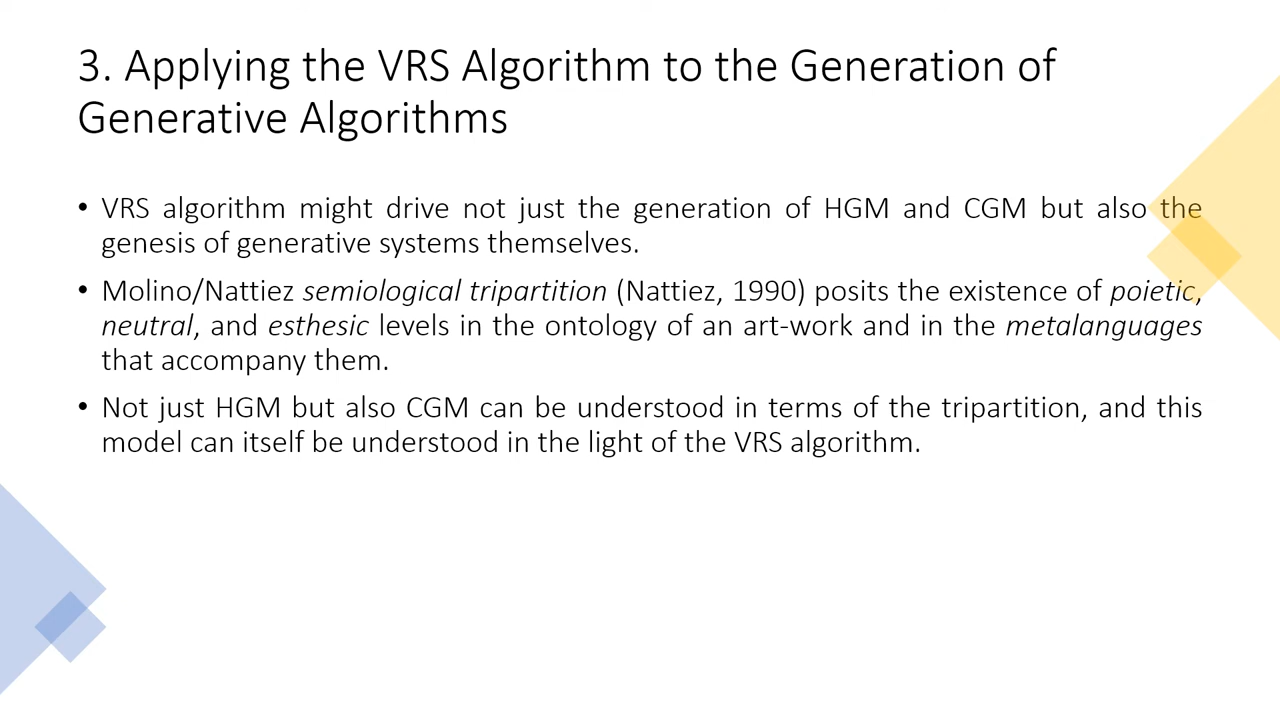 3. Applying the VRS Algorithm to the Generation of
Generative Algorithms
• VRS algorithm might drive not just the generation of HGM and CGM but also the
genesis of generative systems themselves.
• Molino/Nattiez semiological tripartition (Nattiez, 1990) posits the existence of poietic,
neutral, and esthesic levels in the ontology of an art-work and in the metalanguages
that accompany them.
• Not just HGM but also CGM can be understood in terms of the tripartition, and this
model can itself be understood in the light of the VRS algorithm.